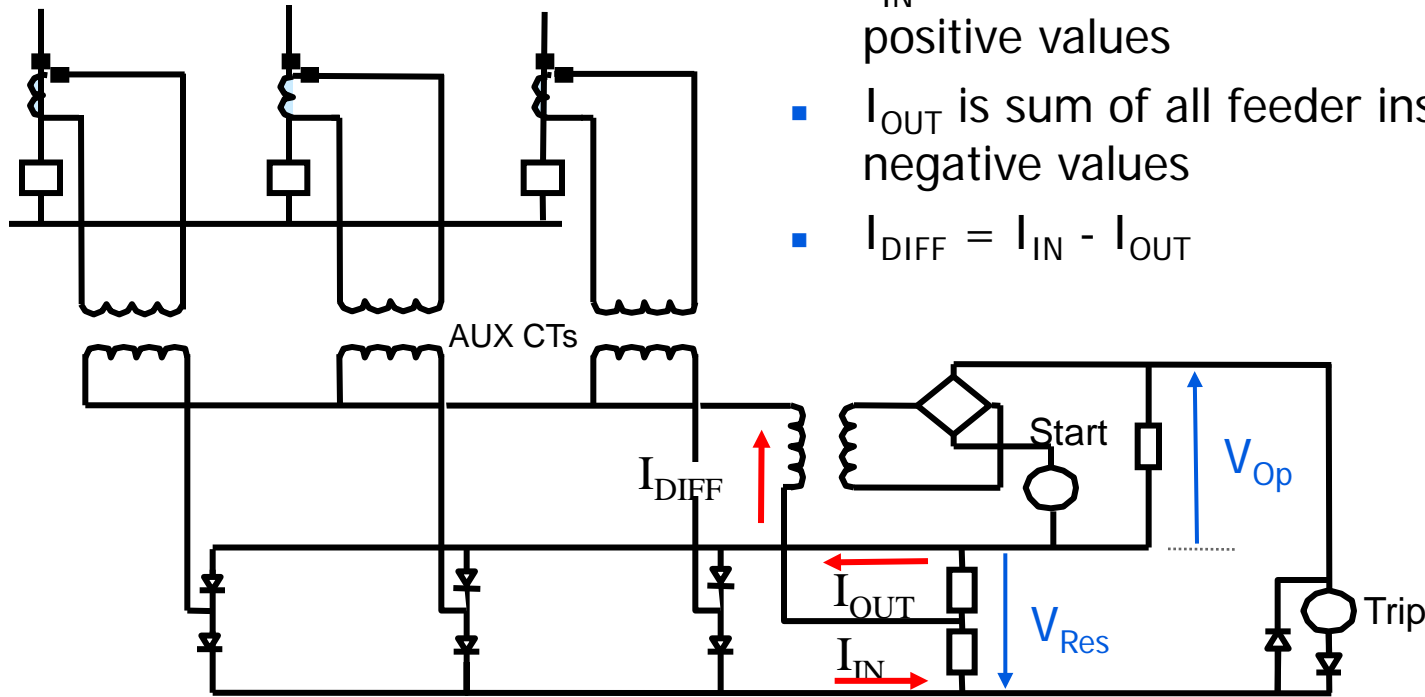 IN
positive values
▪ I_OUT is sum of all feeder ins
negative values
▪ I_DIFF = I_IN - I_OUT
AUX CTs
Start
V_Op
I_DIFF
I_OUT
V_Res
Trip
I_IN